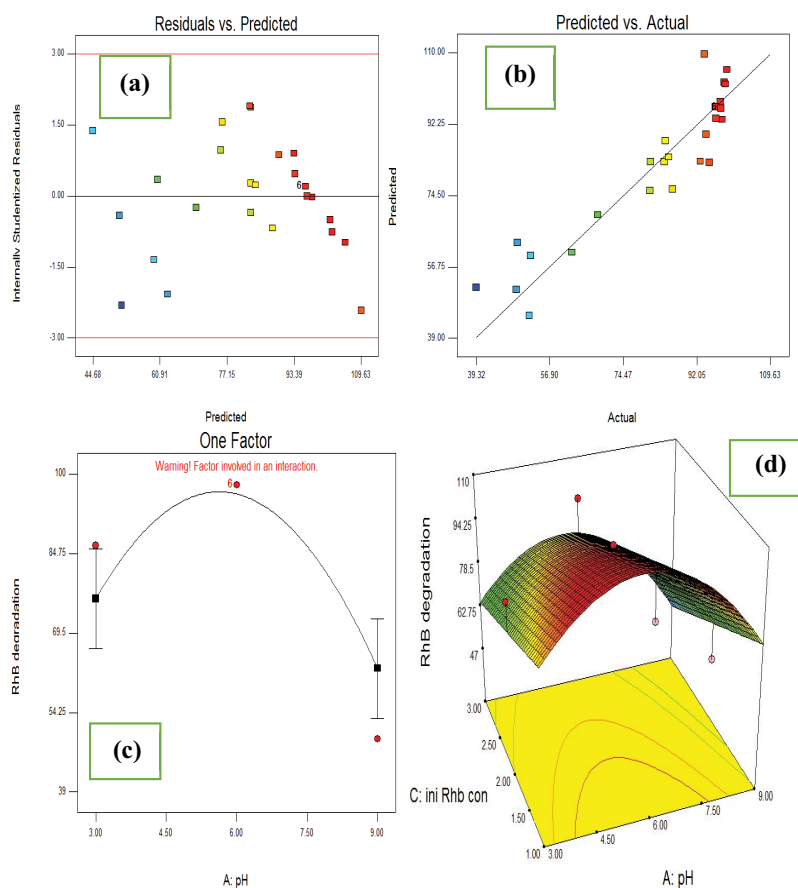 Residuals vs. Predicted
(a)
Internally Studentized Residuals
3.00
1.50
0.00
-1.50
-3.00
6
44.68 60.91 77.15 93.39 109.63
Predicted
Predicted vs. Actual
(b)
Predicted
110.00
92.25
74.50
56.75
39.00
39.32 56.90 74.47 92.05 109.63
Actual
One Factor
Warning! Factor involved in an interaction.
6
(c)
RhB degradation
100
84.75
69.5
54.25
39
3.00 4.50 6.00 7.50 9.00
A: pH
(d)
RhB degradation
110
94.25
78.5
62.75
47
3.00
2.50
2.00
1.50
1.00
C: ini Rhb con
3.00
4.50
6.00
7.50
9.00
A: pH